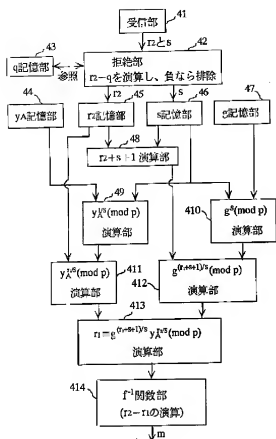 受信部
41
r2とs
43
42
q記憶部
参照
拒絶部
r2−qを演算し、負なら排除
44
r2
45
s
46
47
yA記憶部
r2記憶部
s記憶部
g記憶部
48
r2+s+1 演算部
49
yA^1/s(mod p)
演算部
410
演算部
411
(mod p)
演算部
412
g^(r2+s+1)/s(mod p)
演算部
413
r1=g^(r2+s+1)/s yA^r2/s(mod p)
演算部
414
f⁻¹関数部
(r2−r1の演算)
m